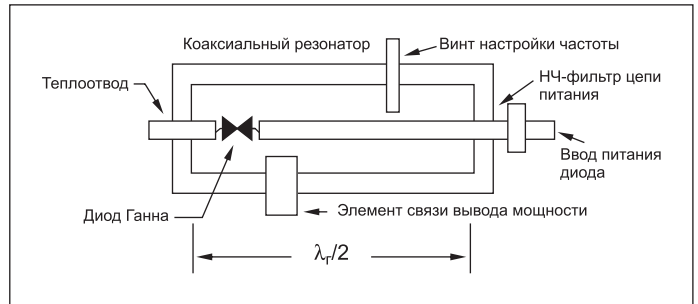 Коаксиальный резонатор
Винт настройки частоты
Теплоотвод
НЧ-фильтр цепи
питания
Ввод питания
диода
Диод Ганна
Элемент связи вывода мощности
λг/2